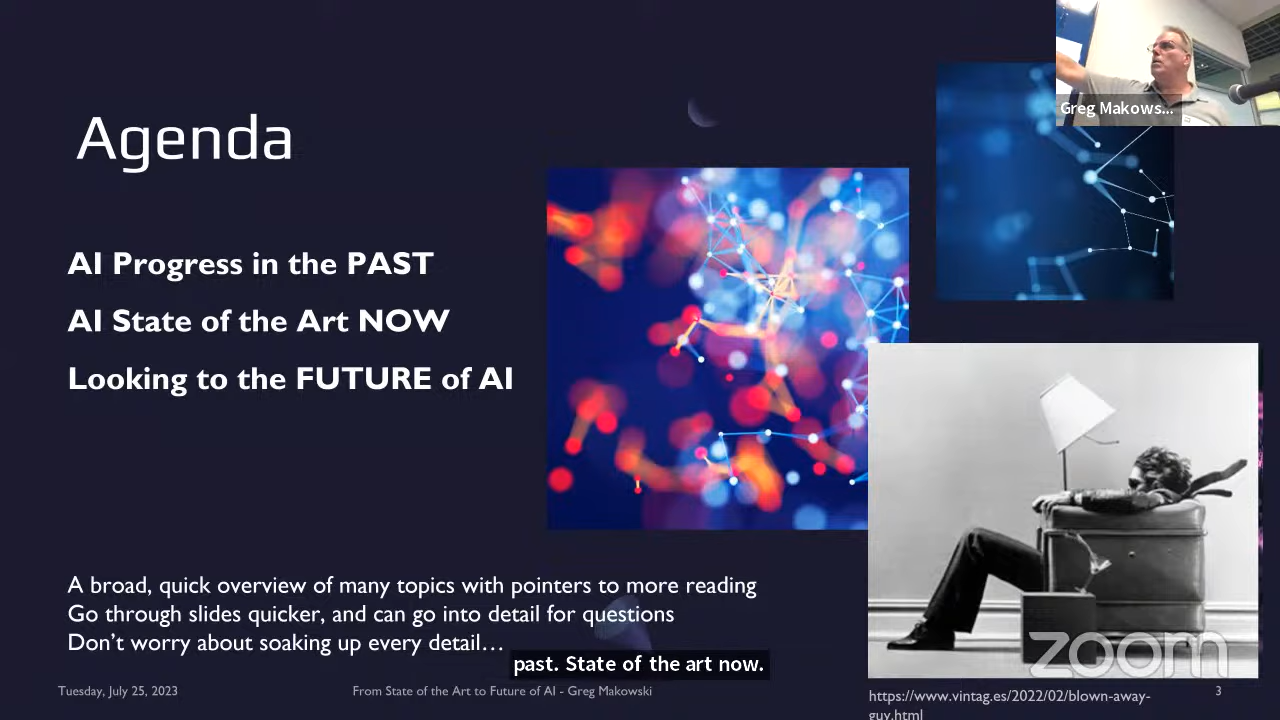 Greg Makows...
Agenda
AI Progress in the PAST
AI State of the Art NOW
Looking to the FUTURE of AI
A broad, quick overview of many topics with pointers to more reading
Go through slides quicker, and can go into detail for questions
Don’t worry about soaking up every detail…
past. State of the art now.
zoom
Tuesday, July 25, 2023
From State of the Art to Future of AI - Greg Makowski
https://www.vintag.es/2022/02/blown-away-
guy.html
3